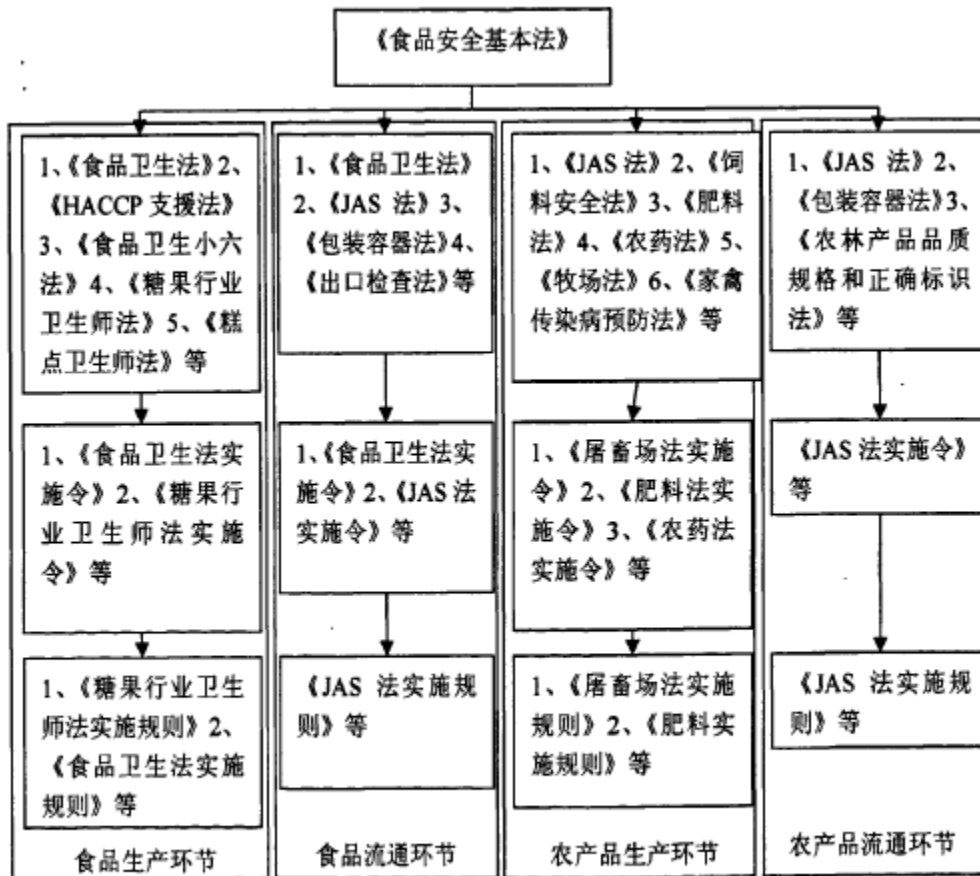 《食品安全基本法》
1、《食品卫生法》2、
《HACCP 支援法》
3、《食品卫生小六
法》4、《糖果行业
卫生师法》5、《糕
点卫生师法》等
1、《食品卫生法实
施令》2、《糖果行
业卫生师法实施
令》等
1、《糖果行业卫生
师法实施规则》2、
《食品卫生法实施
规则》等
食品生产环节
1、《食品卫生法》
2、《JAS 法》3、
《包装容器法》4、
《出口检查法》等
1、《食品卫生法实
施令》2、《JAS 法
实施令》等
《JAS 法实施规
则》等
食品流通环节
1、《JAS 法》2、《饲
料安全法》3、《肥料
法》4、《农药法》5、
《牧场法》6、《家禽
传染病预防法》等
1、《屠畜场法实施
令》2、《肥料法实
施令》3、《农药法
实施令》等
1、《屠畜场法实施
规则》2、《肥料实
施规则》等
农产品生产环节
1、《JAS 法》2、
《包装容器法》3、
《农林产品品质
规格和正确标识
法》等
《JAS 法实施令》
等
《JAS 法实施规
则》等
农产品流通环节